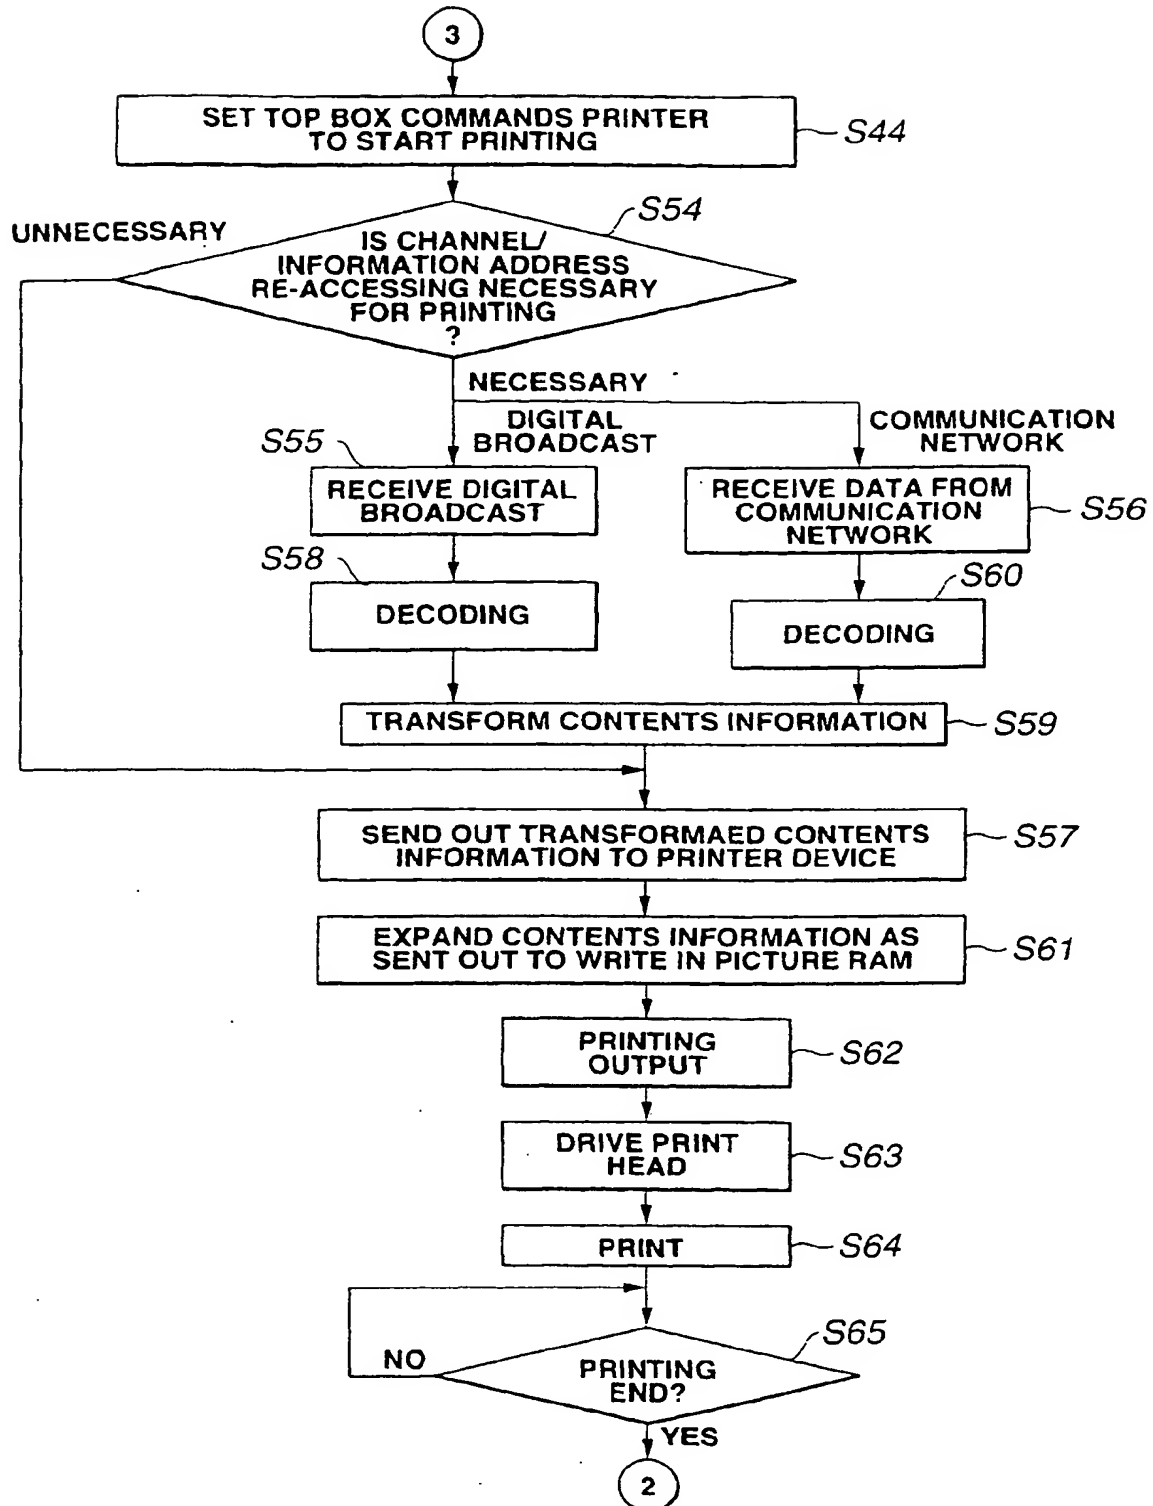 3
SET TOP BOX COMMANDS PRINTER
TO START PRINTING
S44
S54
UNNECESSARY
IS CHANNEL/
INFORMATION ADDRESS
RE-ACCESSING NECESSARY
FOR PRINTING
?
NECESSARY
DIGITAL
BROADCAST
COMMUNICATION
NETWORK
S55
RECEIVE DIGITAL
BROADCAST
RECEIVE DATA FROM
COMMUNICATION
NETWORK
S56
S58
DECODING
S60
DECODING
TRANSFORM CONTENTS INFORMATION
S59
SEND OUT TRANSFORMAED CONTENTS
INFORMATION TO PRINTER DEVICE
S57
EXPAND CONTENTS INFORMATION AS
SENT OUT TO WRITE IN PICTURE RAM
S61
PRINTING
OUTPUT
S62
DRIVE PRINT
HEAD
S63
PRINT
S64
S65
NO
PRINTING
END?
YES
2